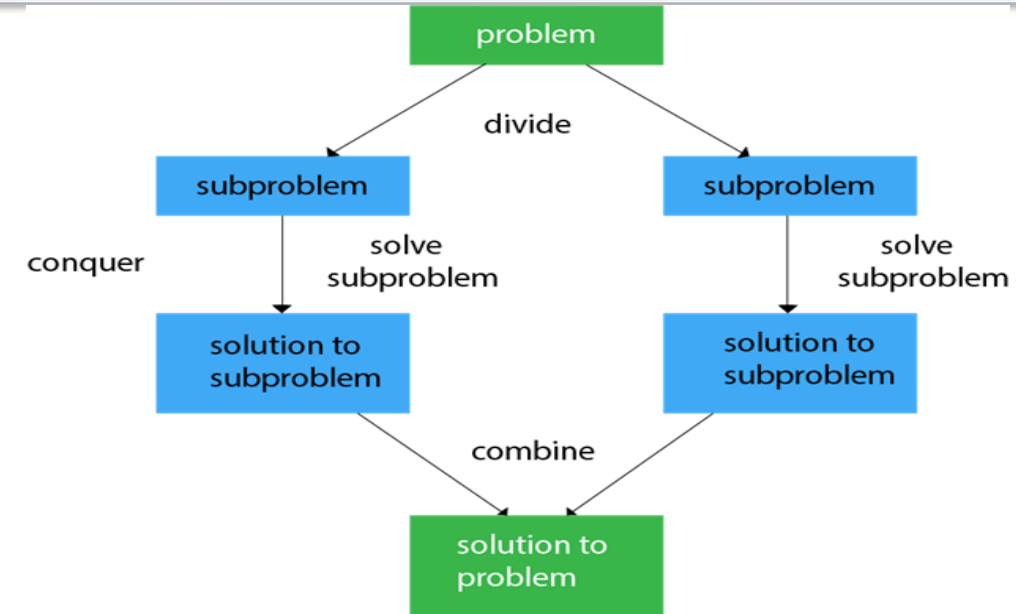 problem
divide
subproblem
subproblem
conquer
solve
subproblem
solve
subproblem
solution to
subproblem
solution to
subproblem
combine
solution to
problem